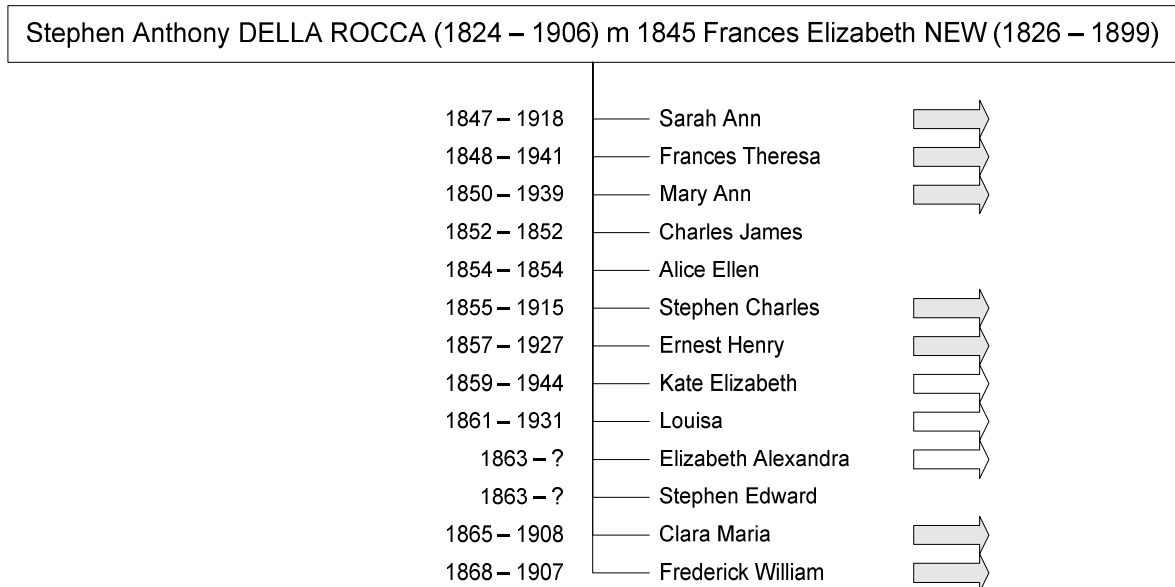 Stephen Anthony DELLA ROCCA (1824 – 1906) m 1845 Frances Elizabeth NEW (1826 – 1899)
1847 – 1918 Sarah Ann
1848 – 1941 Frances Theresa
1850 – 1939 Mary Ann
1852 – 1852 Charles James
1854 – 1854 Alice Ellen
1855 – 1915 Stephen Charles
1857 – 1927 Ernest Henry
1859 – 1944 Kate Elizabeth
1861 – 1931 Louisa
1863 – ? Elizabeth Alexandra
1863 – ? Stephen Edward
1865 – 1908 Clara Maria
1868 – 1907 Frederick William